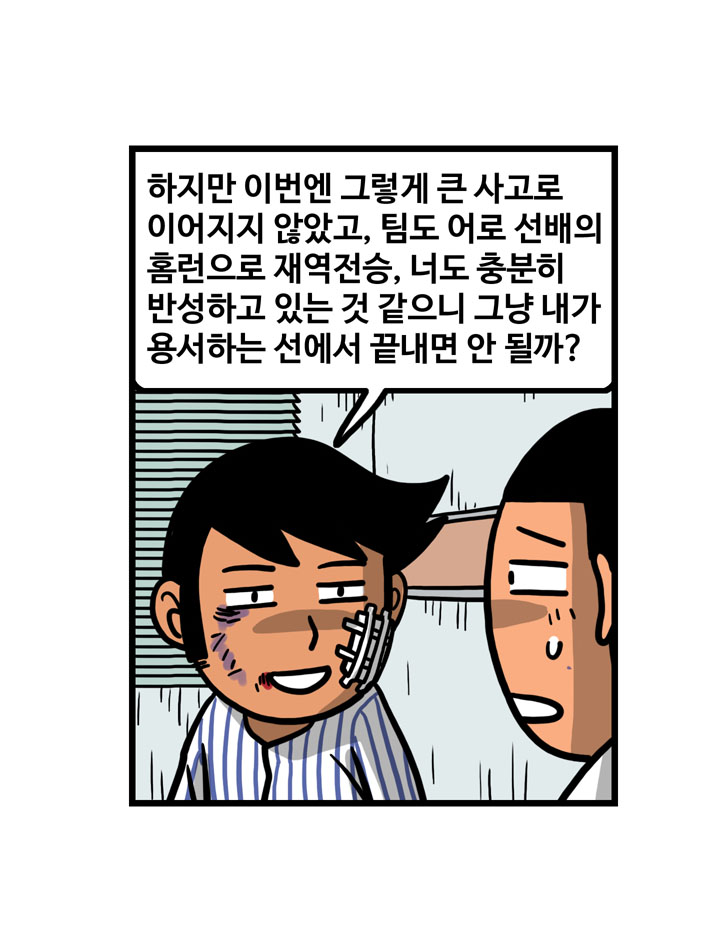 하지만 이번엔 그렇게 큰 사고로
이어지지 않았고, 팀도 어로 선배의
홈런으로 재역전승, 너도 충분히
반성하고 있는 것 같으니 그냥 내가
용서하는 선에서 끝내면 안 될까?